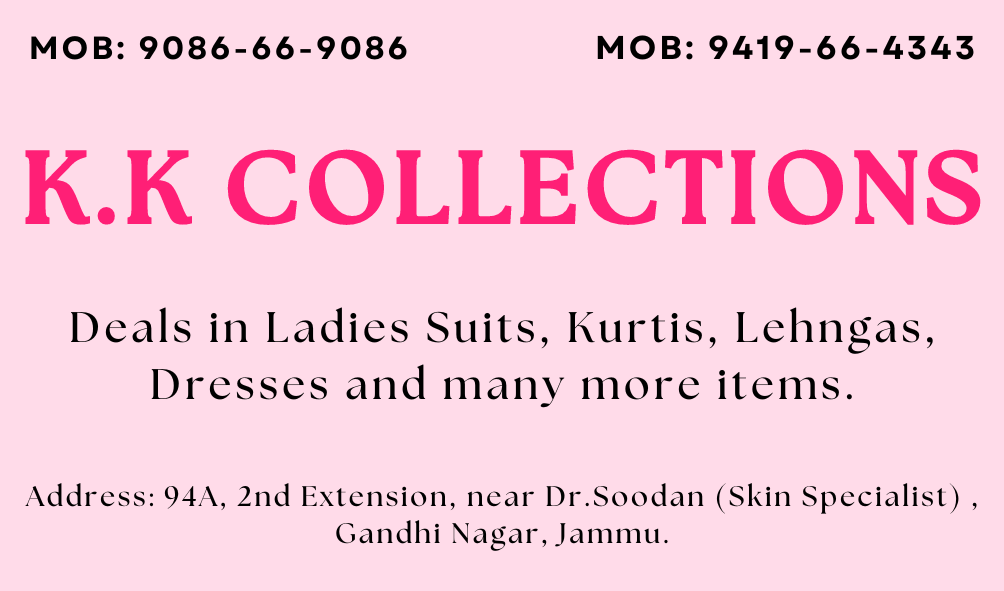 MOB: 9086-66-9086
MOB: 9419-66-4343
K.K COLLECTIONS
Deals in Ladies Suits, Kurtis, Lehngas,
Dresses and many more items.
Address: 94A, 2nd Extension, near Dr.Soodan (Skin Specialist) ,
Gandhi Nagar, Jammu.